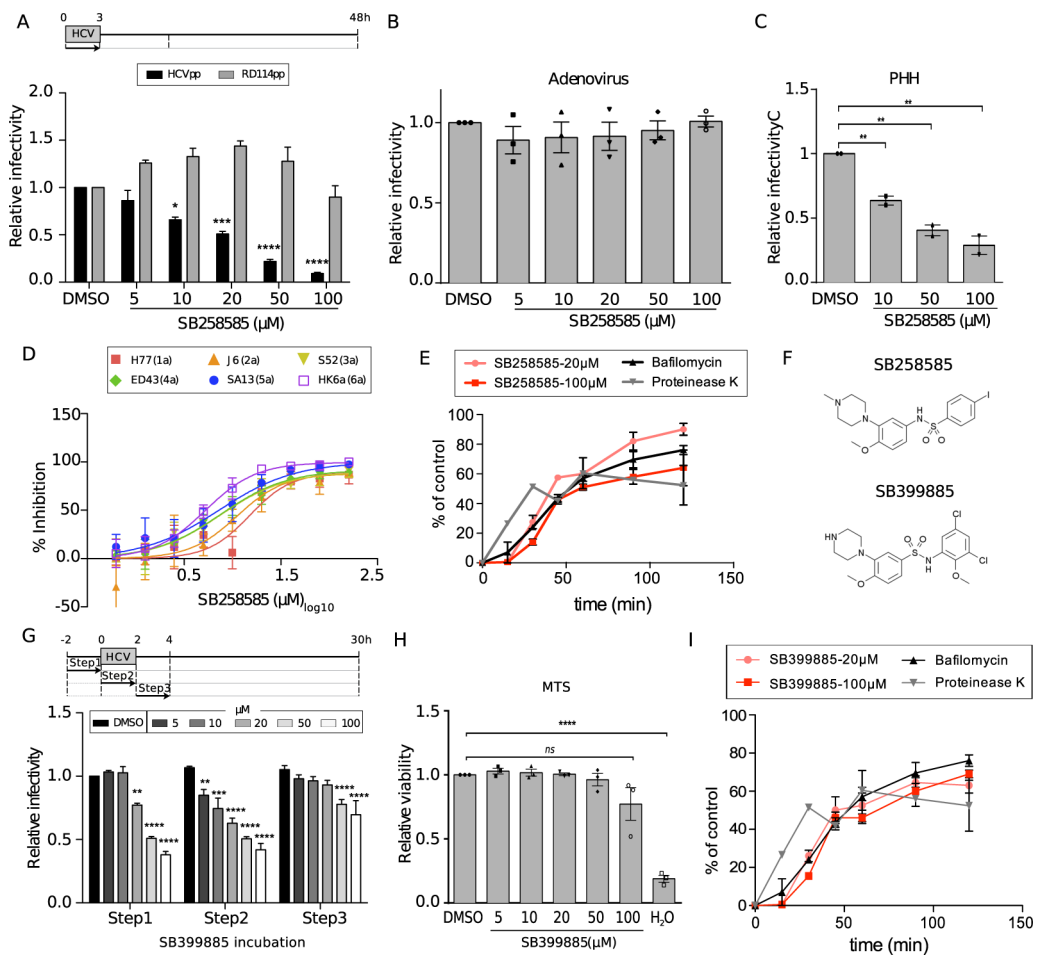 A
0 3 48h
HCV
HCVpp RD114pp
Relative infectivity
2.0
1.5
1.0
0.5
0.0
* *** **** ****
DMSO 5 10 20 50 100
SB258585 (μM)
B
Adenovirus
Relative infectivity
1.0
0.0
DMSO 5 10 20 50 100
SB258585 (μM)
C
PHH
Relative infectivityC
1.5
1
0.5
0.0
**
**
**
DMSO 10 50 100
SB258585 (μM)
D
H77(1a) J6(2a) S52(3a)
ED43(4a) SA13(5a) HK6a(6a)
% Inhibition
150
100
50
0.0
-50
0.5 1.5 2.5
SB258585 (μM)log10
E
SB258585-20μM Bafilomycin
SB258585-100μM Proteinease K
% of control
100
80
60
40
20
0
0 50 100 150
time (min)
F
SB258585
CH3 N N O H N S O O I
SB399885
HN N O O O S N H Cl Cl O
G
-2 0 2 4 30h
HCV
Step1
Step2
Step3
μM
DMSO 5 10 20 50 100
Relative infectivity
1.5
1.0
0.5
0.0
** **** **** ** *** **** **** **** **** ****
Step1 Step2 Step3
SB399885 incubation
H
MTS
Relative viability
1.5
1.0
0.5
0.0
****
ns
DMSO 5 10 20 50 100 H2O
SB399885(μM)
I
SB399885-20μM Bafilomycin
SB399885-100μM Proteinease K
% of control
100
80
60
40
20
0
0 50 100 150
time (min)